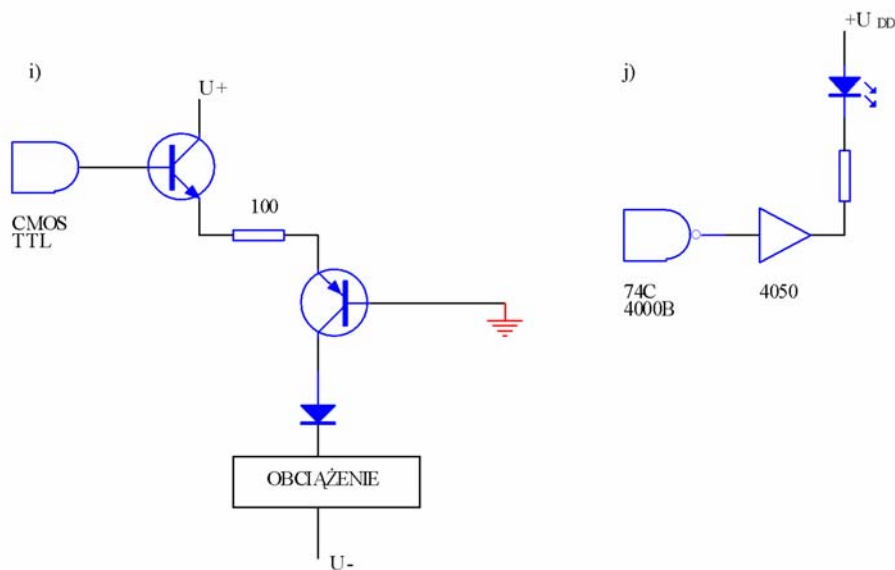 i)
U+
CMOS
TTL
100
OBCIĄŻENIE
U-
j)
+U DD
74C
4000B
4050